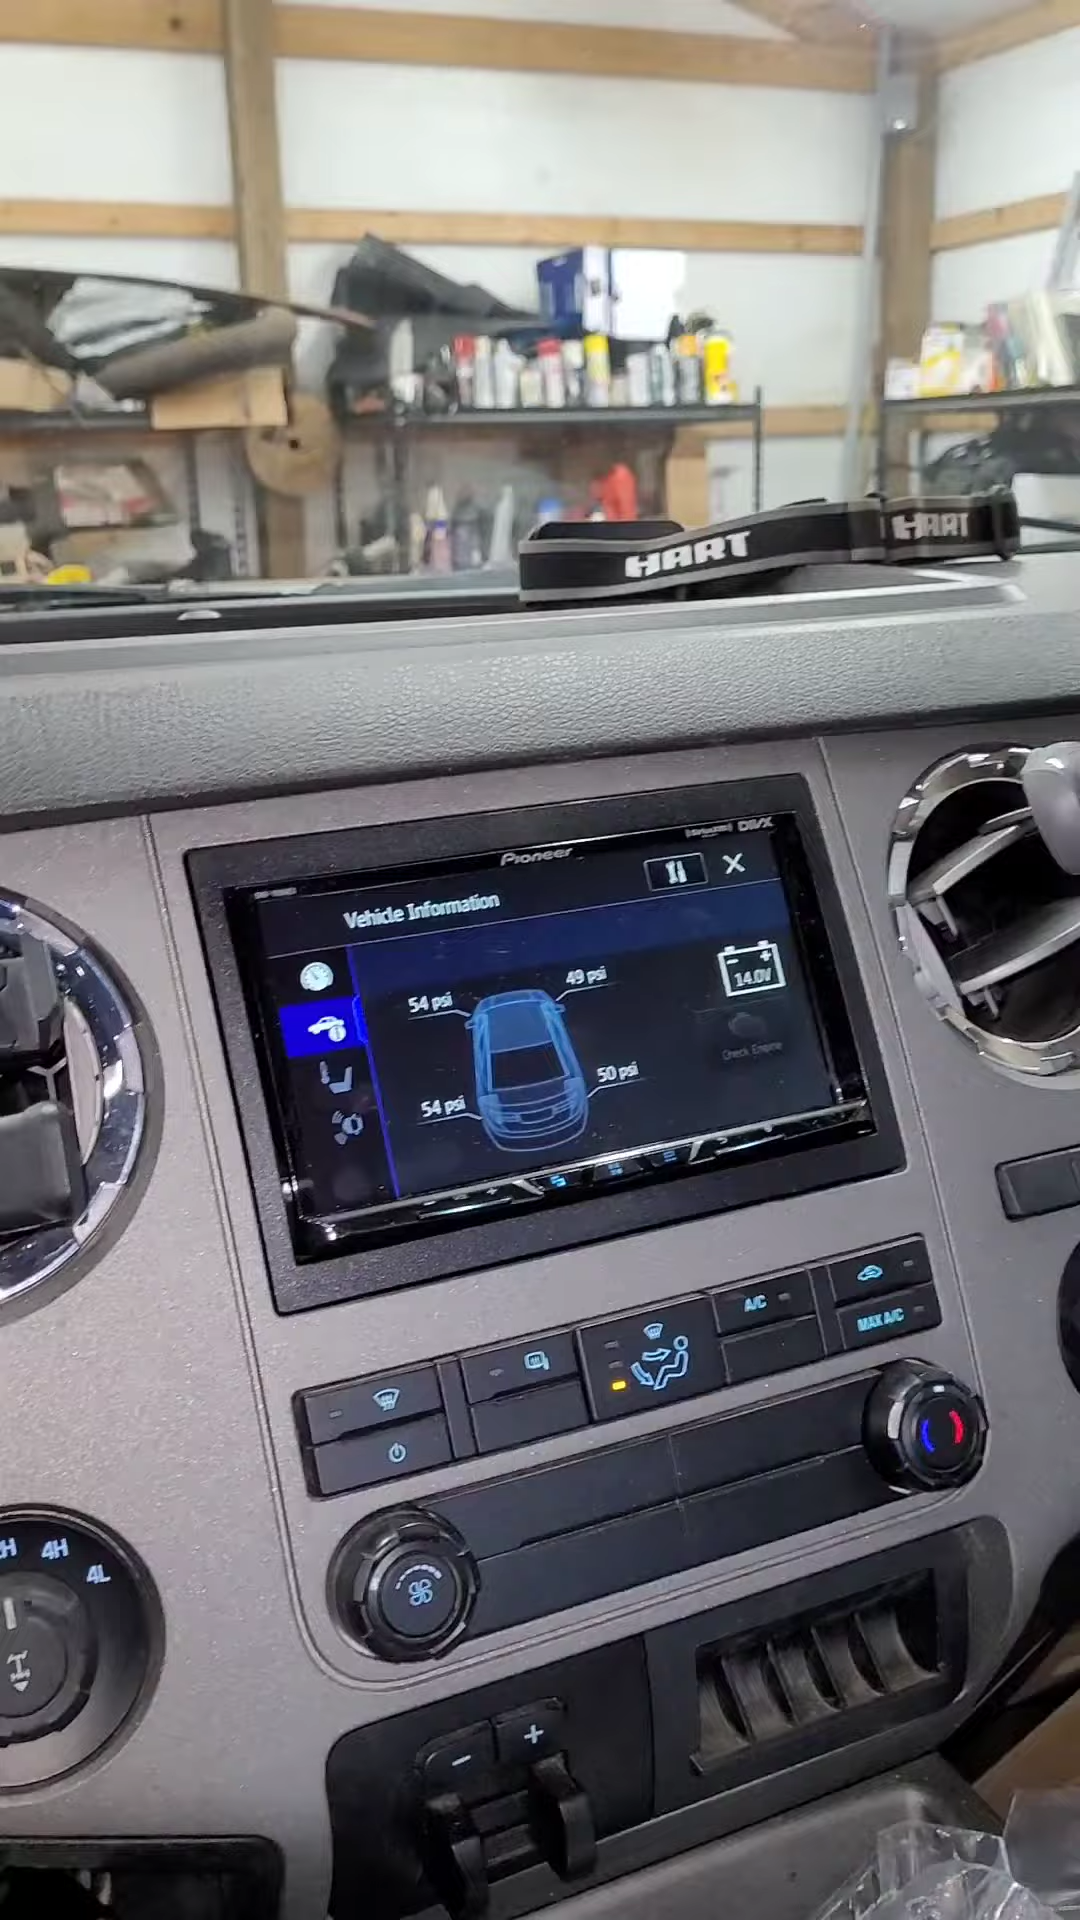 HART
HART
Pioneer
Vehicle Information
54 psi
49 psi
14.0V
Check Engine
54 psi
50 psi
A/C
MAX A/C
4H
4L
- +